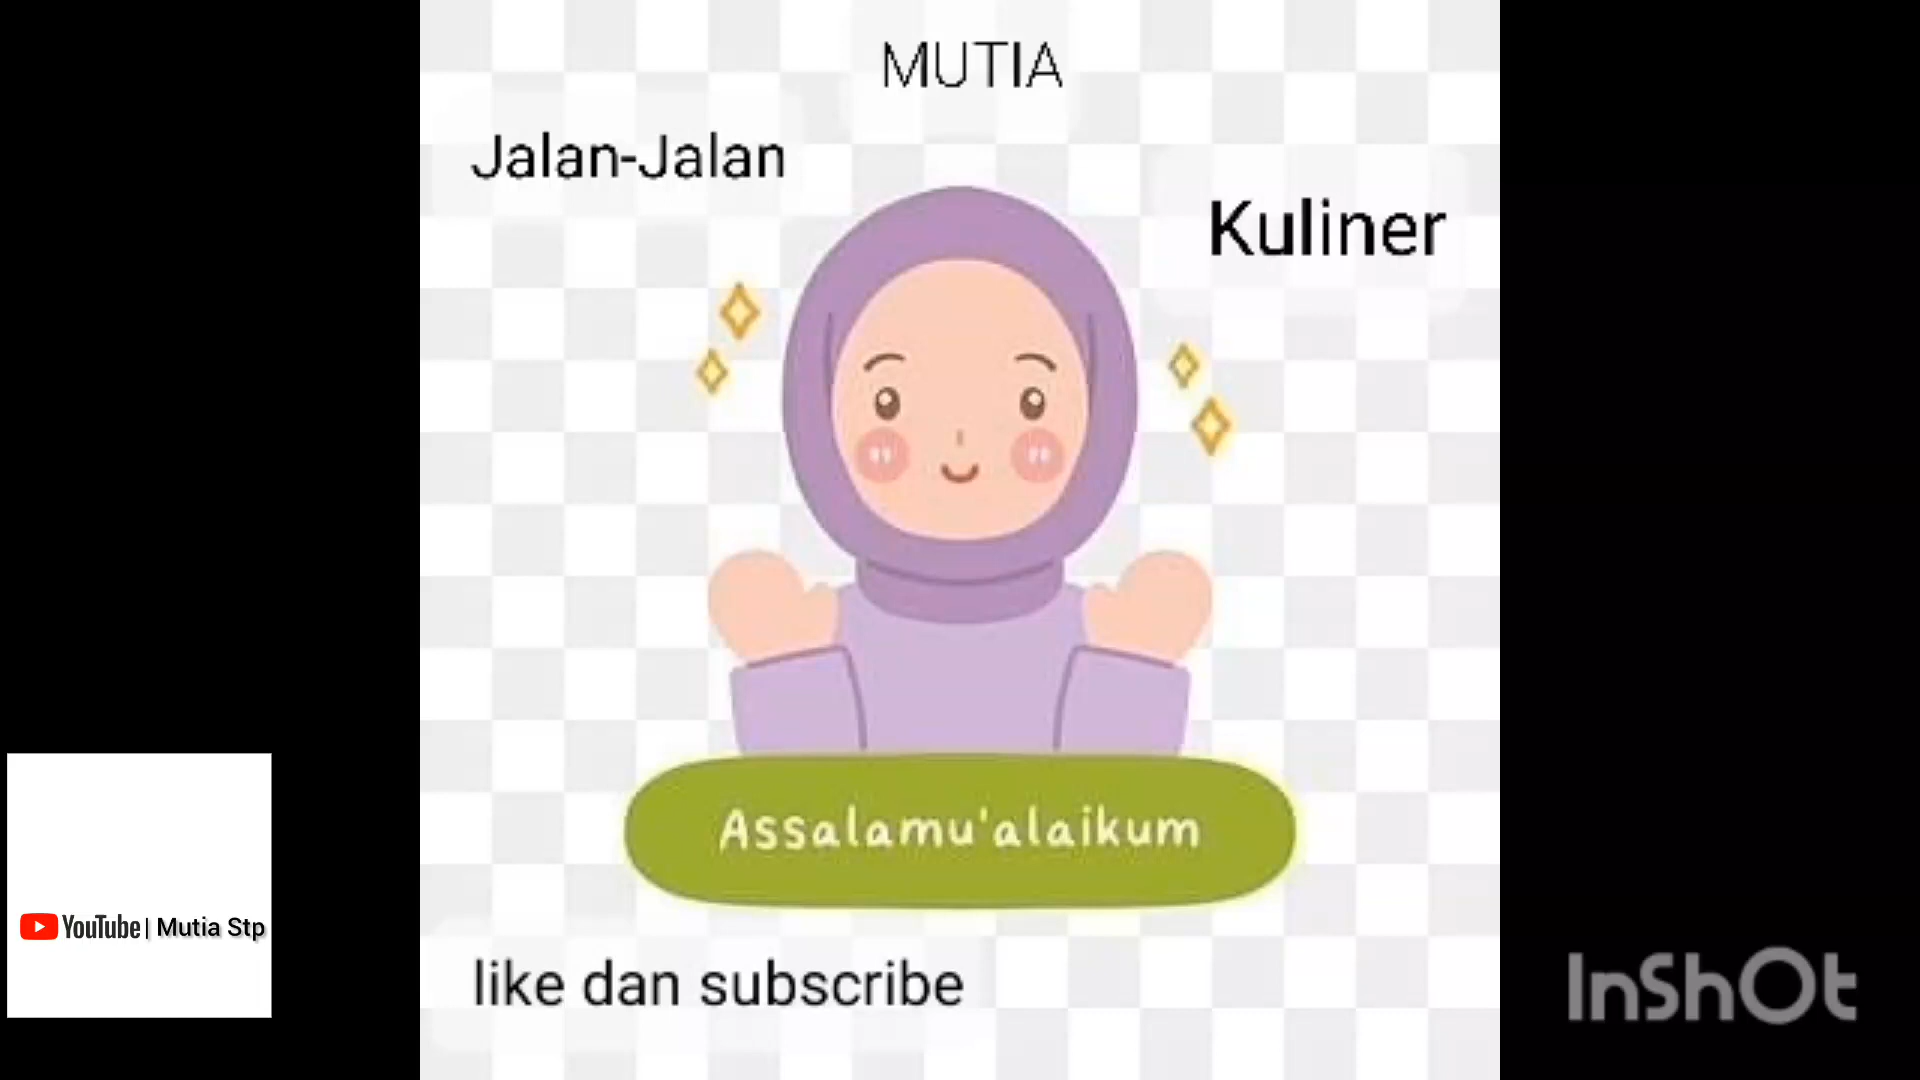 MUTIA
Jalan-Jalan
Kuliner
Assalamu'alaikum
YouTube | Mutia Stp
like dan subscribe
InShOt